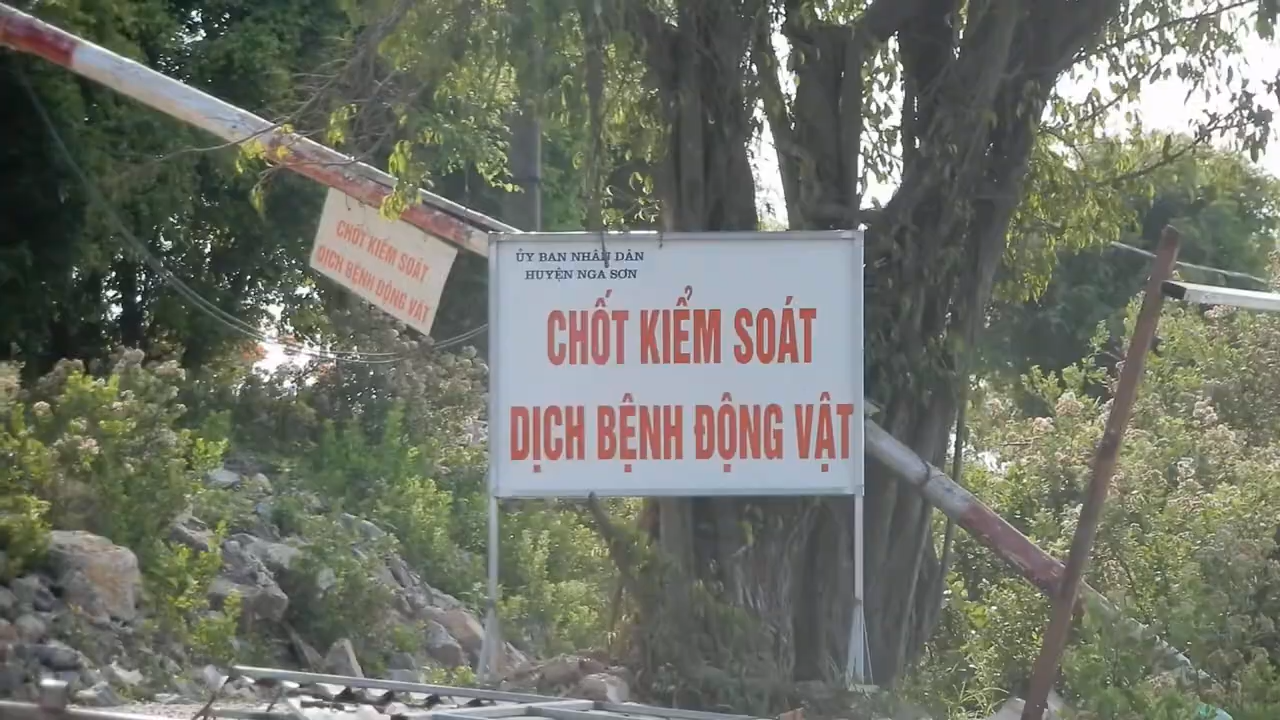 CHỐT KIỂM SOÁT
DỊCH BỆNH ĐỘNG VẬT
ỦY BAN NHÂN DÂN
HUYỆN NGA SƠN
CHỐT KIỂM SOÁT
DỊCH BỆNH ĐỘNG VẬT